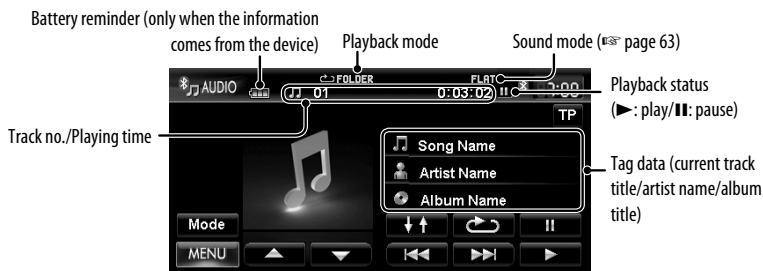 Battery reminder (only when the information
comes from the device)
Playback mode
Sound mode (☞ page 63)
AUDIO
FOLDER
FLAT
01
0:03:02
Playback status
(►: play/II: pause)
TP
Track no./Playing time
Song Name
Artist Name
Album Name
Tag data (current track
title/artist name/album
title)
Mode
MENU